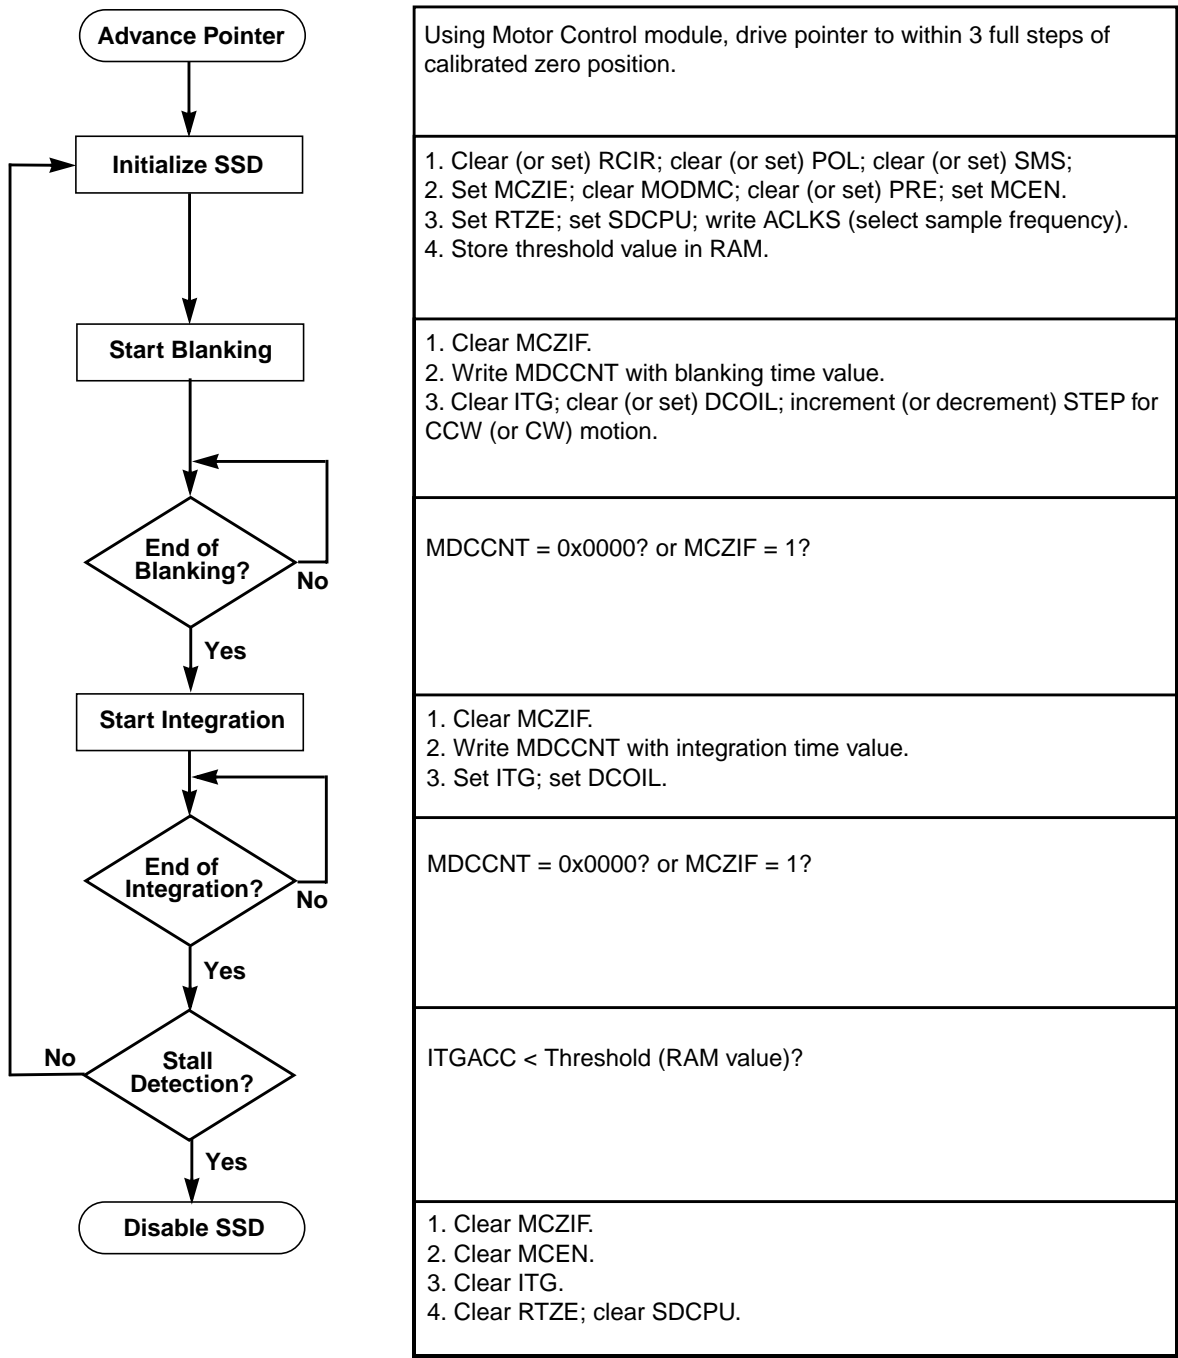 Advance Pointer
Using Motor Control module, drive pointer to within 3 full steps of
calibrated zero position.
Initialize SSD
1. Clear (or set) RCIR; clear (or set) POL; clear (or set) SMS;
2. Set MCZIE; clear MODMC; clear (or set) PRE; set MCEN.
3. Set RTZE; set SDCPU; write ACLKS (select sample frequency).
4. Store threshold value in RAM.
Start Blanking
1. Clear MCZIF.
2. Write MDCCNT with blanking time value.
3. Clear ITG; clear (or set) DCOIL; increment (or decrement) STEP for
CCW (or CW) motion.
End of
Blanking?
No
Yes
MDCCNT = 0x0000? or MCZIF = 1?
Start Integration
1. Clear MCZIF.
2. Write MDCCNT with integration time value.
3. Set ITG; set DCOIL.
End of
Integration?
No
Yes
MDCCNT = 0x0000? or MCZIF = 1?
No
Stall
Detection?
Yes
ITGACC < Threshold (RAM value)?
Disable SSD
1. Clear MCZIF.
2. Clear MCEN.
3. Clear ITG.
4. Clear RTZE; clear SDCPU.